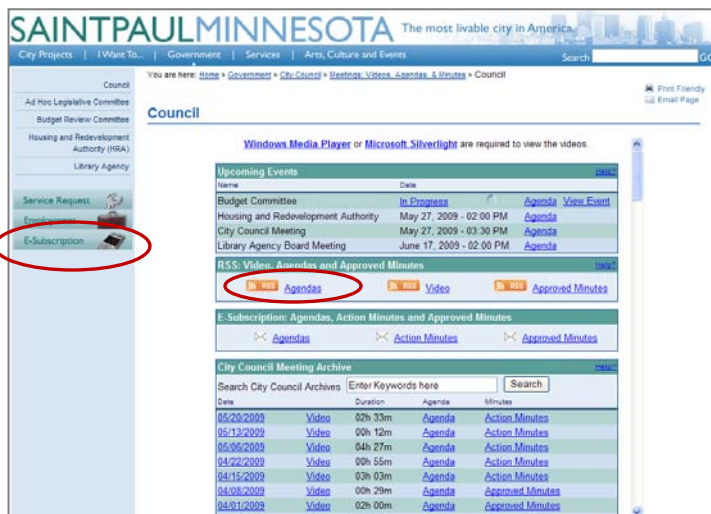 SAINTPAULMINNESOTA The most livable city in America.
City Projects | I Want To... | Government | Services | Arts, Culture and Events Search GO
You are here: Home » Government » City Council » Meetings: Videos, Agendas, & Minutes » Council
Print Friendly
Email Page
Council
Ad Hoc Legislative Committee
Budget Review Committee
Housing and Redevelopment
Authority (HRA)
Library Agency
Service Request
Employment
E-Subscription
Council
Windows Media Player or Microsoft Silverlight are required to view the videos.
Upcoming Events Help?
Name Date
Budget Committee In Progress Agenda View Event
Housing and Redevelopment Authority May 27, 2009 - 02:00 PM Agenda
City Council Meeting May 27, 2009 - 03:30 PM Agenda
Library Agency Board Meeting June 17, 2009 - 02:00 PM Agenda
RSS: Video, Agendas and Approved Minutes Help?
RSS Agendas RSS Video RSS Approved Minutes
E-Subscription: Agendas, Action Minutes and Approved Minutes
Agendas Action Minutes Approved Minutes
City Council Meeting Archive Help?
Search City Council Archives Enter Keywords here Search
Date Duration Agenda Minutes
05/20/2009 Video 02h 33m Agenda Action Minutes
05/13/2009 Video 00h 12m Agenda Action Minutes
05/06/2009 Video 04h 27m Agenda Action Minutes
04/22/2009 Video 00h 55m Agenda Action Minutes
04/15/2009 Video 03h 03m Agenda Action Minutes
04/08/2009 Video 00h 29m Agenda Approved Minutes
04/01/2009 Video 02h 00m Agenda Approved Minutes